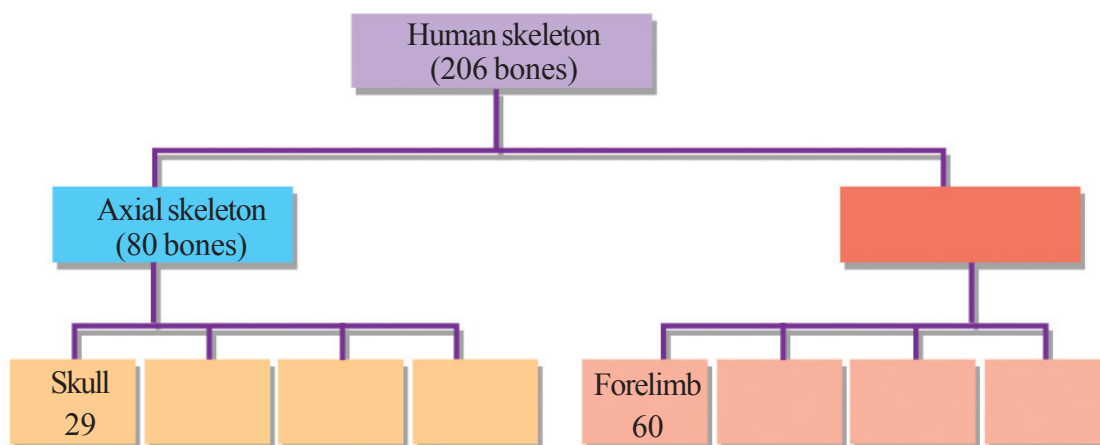 Human skeleton
(206 bones)
Axial skeleton
(80 bones)
Skull
29
Forelimb
60